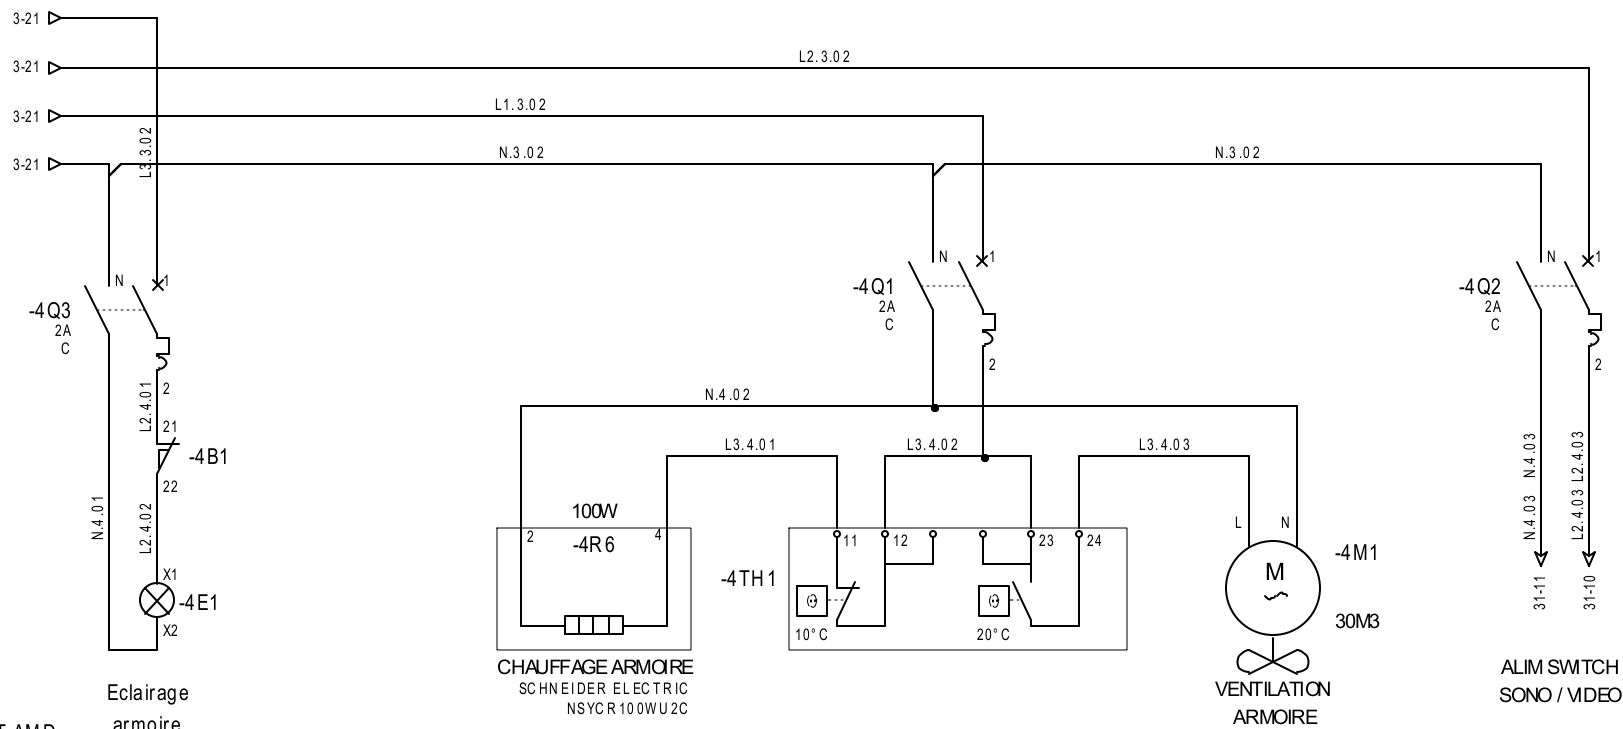 3-21
3-21
L2.3.02
3-21
L1.3.02
3-21
L3.3.02
N.3.02
N.3.02
N
1
-4Q3
2A
C
2
N
1
-4Q1
2A
C
2
N
1
-4Q2
2A
C
2
L2.4.01
21
-4B1
22
N.4.01
L2.4.02
X1
-4E1
X2
Eclairage
armoire
N.4.02
L3.4.01
L3.4.02
L3.4.03
100W
2
4
-4R6
CHAUFFAGE ARMOIRE
SCHNEIDER ELECTRIC
NSYCR100WU2C
11
12
23
24
-4TH1
10°C
20°C
L
N
-4M1
M
30M3
VENTILATION
ARMOIRE
N.4.03
L2.4.03
N.4.03
L2.4.03
31-11
31-10
ALIM SWITCH
SONO / VIDEO